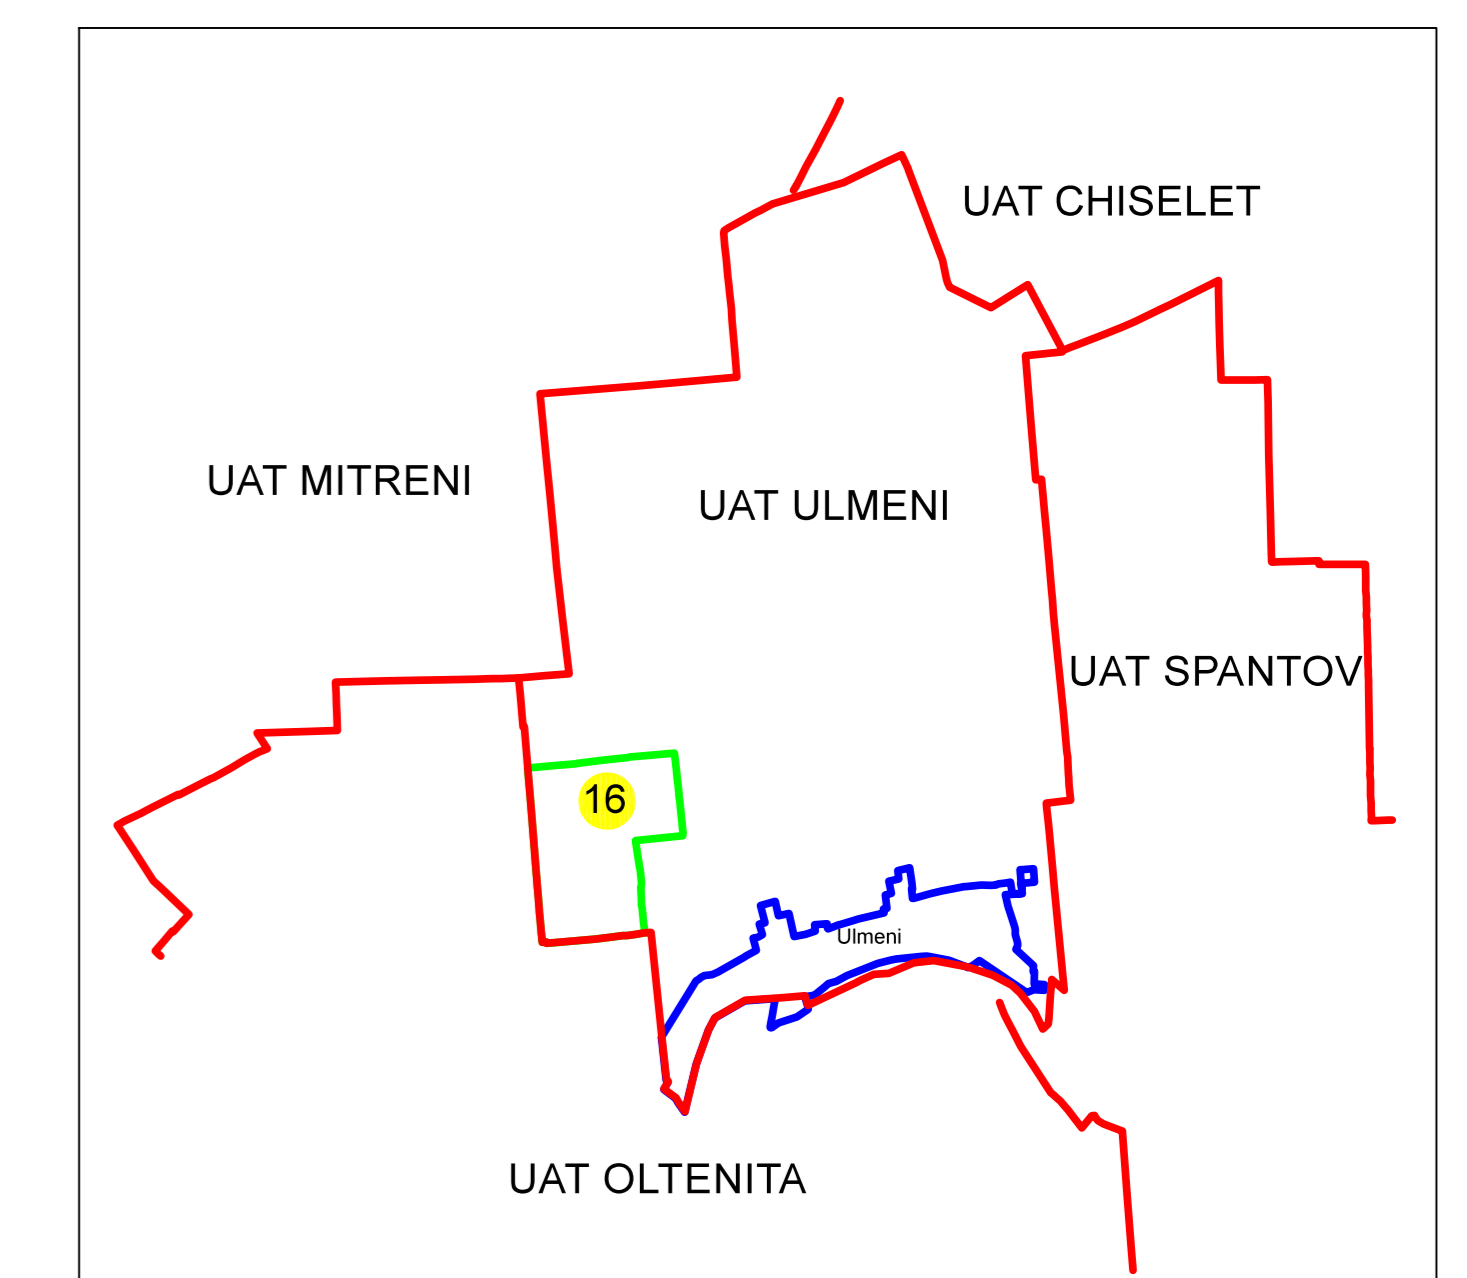 UAT CHISELET
UAT MITRENI
UAT ULMENI
UAT SPANTOV
16
Ulmeni
UAT OLTENITA